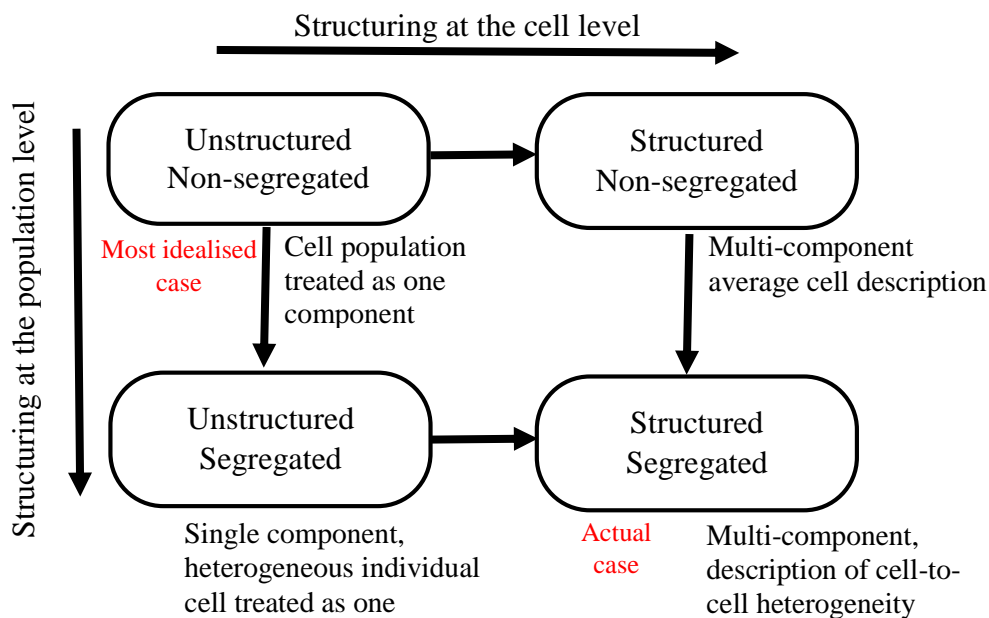 Structuring at the cell level
Structuring at the population level
Unstructured
Non-segregated
Structured
Non-segregated
Most idealised
case
Cell population
treated as one
component
Multi-component
average cell description
Unstructured
Segregated
Structured
Segregated
Single component,
heterogeneous individual
cell treated as one
Actual
case
Multi-component,
description of cell-to-
cell heterogeneity